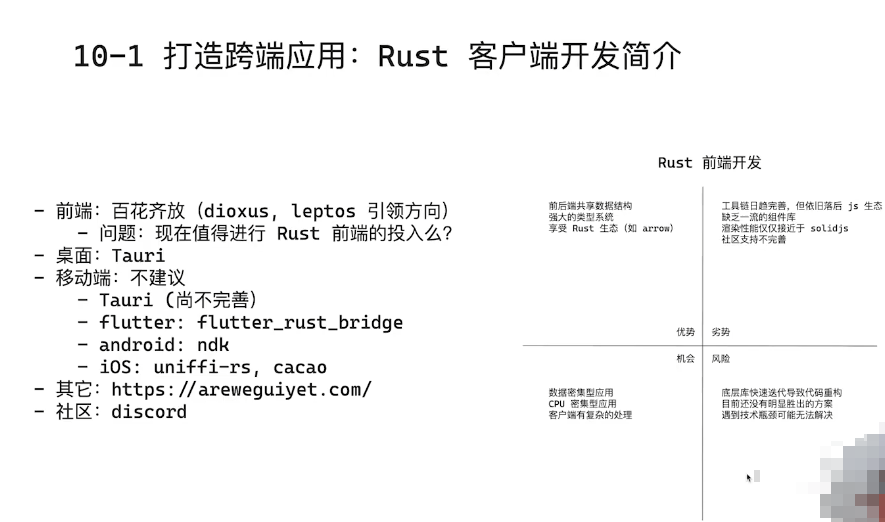 10-1 打造跨端应用：Rust 客户端开发简介
- 前端：百花齐放（dioxus, leptos 引领方向）
- 问题：现在值得进行 Rust 前端的投入么？
- 桌面：Tauri
- 移动端：不建议
- Tauri（尚不完善）
- flutter: flutter_rust_bridge
- android: ndk
- iOS: uniffi-rs, cacao
- 其它：https://areweguiyet.com/
- 社区：discord
Rust 前端开发
前后端共享数据结构
强大的类型系统
享受 Rust 生态（如 arrow）
工具链日趋完善，但依旧落后 js 生态
缺乏一流的组件库
渲染性能仅仅接近于 solidjs
社区支持不完善
优势
劣势
机会
风险
数据密集型应用
CPU 密集型应用
客户端有复杂的处理
底层库快速迭代导致代码重构
目前还没有明显胜出的方案
遇到技术瓶颈可能无法解决